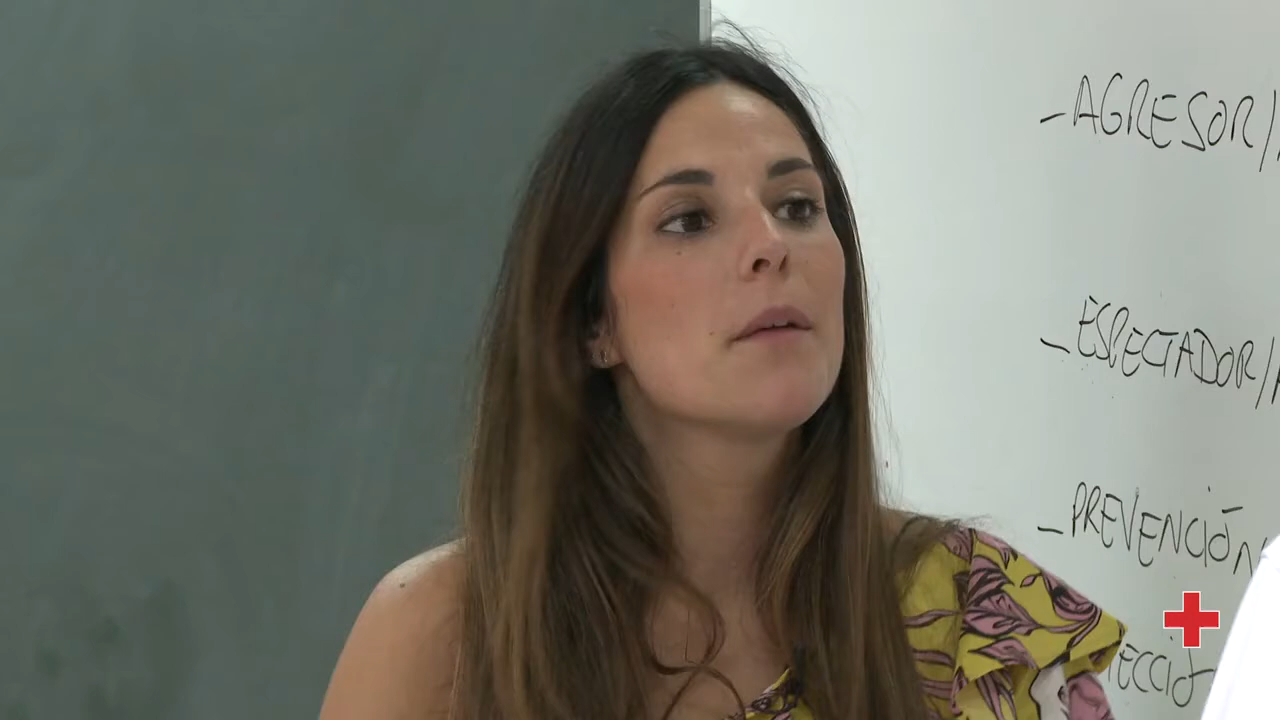 - AGRESOR/
- ESPECTADOR/
- PREVENCIÓN